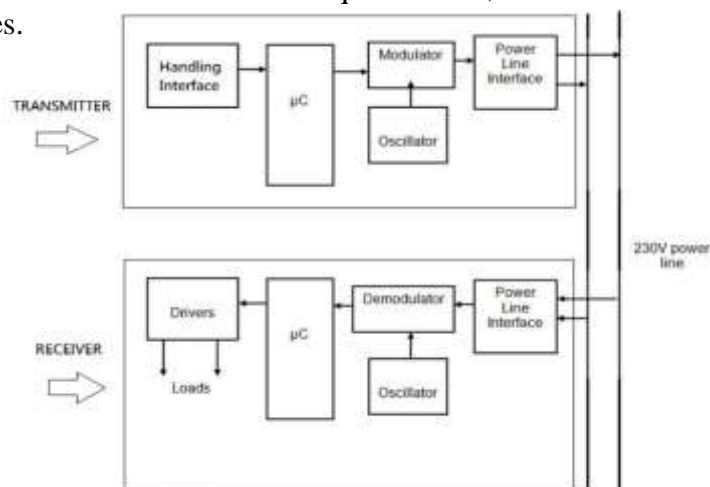 es.
Handling
Interface
µC
Modulator
Oscillator
Power
Line
Interface
TRANSMITTER
230V power
line
Drivers
Loads
µC
Demodulator
Oscillator
Power
Line
Interface
RECEIVER